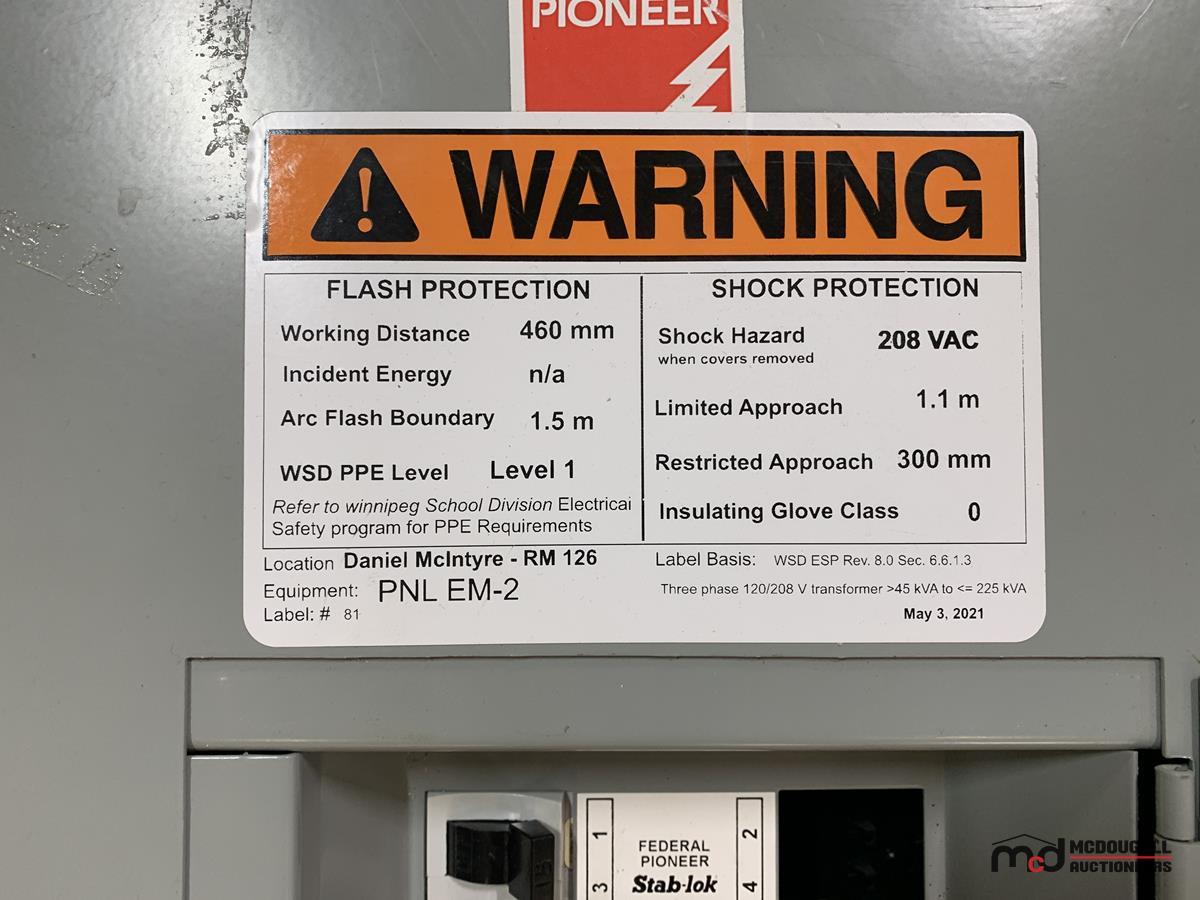 PIONEER
WARNING
FLASH PROTECTION
Working Distance 460 mm
Incident Energy n/a
Arc Flash Boundary 1.5 m
WSD PPE Level Level 1
Refer to winnipeg School Division Electrical
Safety program for PPE Requirements
SHOCK PROTECTION
Shock Hazard 208 VAC
when covers removed
Limited Approach 1.1 m
Restricted Approach 300 mm
Insulating Glove Class 0
Location Daniel McIntyre - RM 126
Equipment: PNL EM-2
Label: # 81
Label Basis: WSD ESP Rev. 8.0 Sec. 6.6.1.3
Three phase 120/208 V transformer >45 kVA to <= 225 kVA
May 3, 2021
1 2
FEDERAL
PIONEER
Stab-lok
3 4
mcd MCDOUGALL
AUCTIONEERS